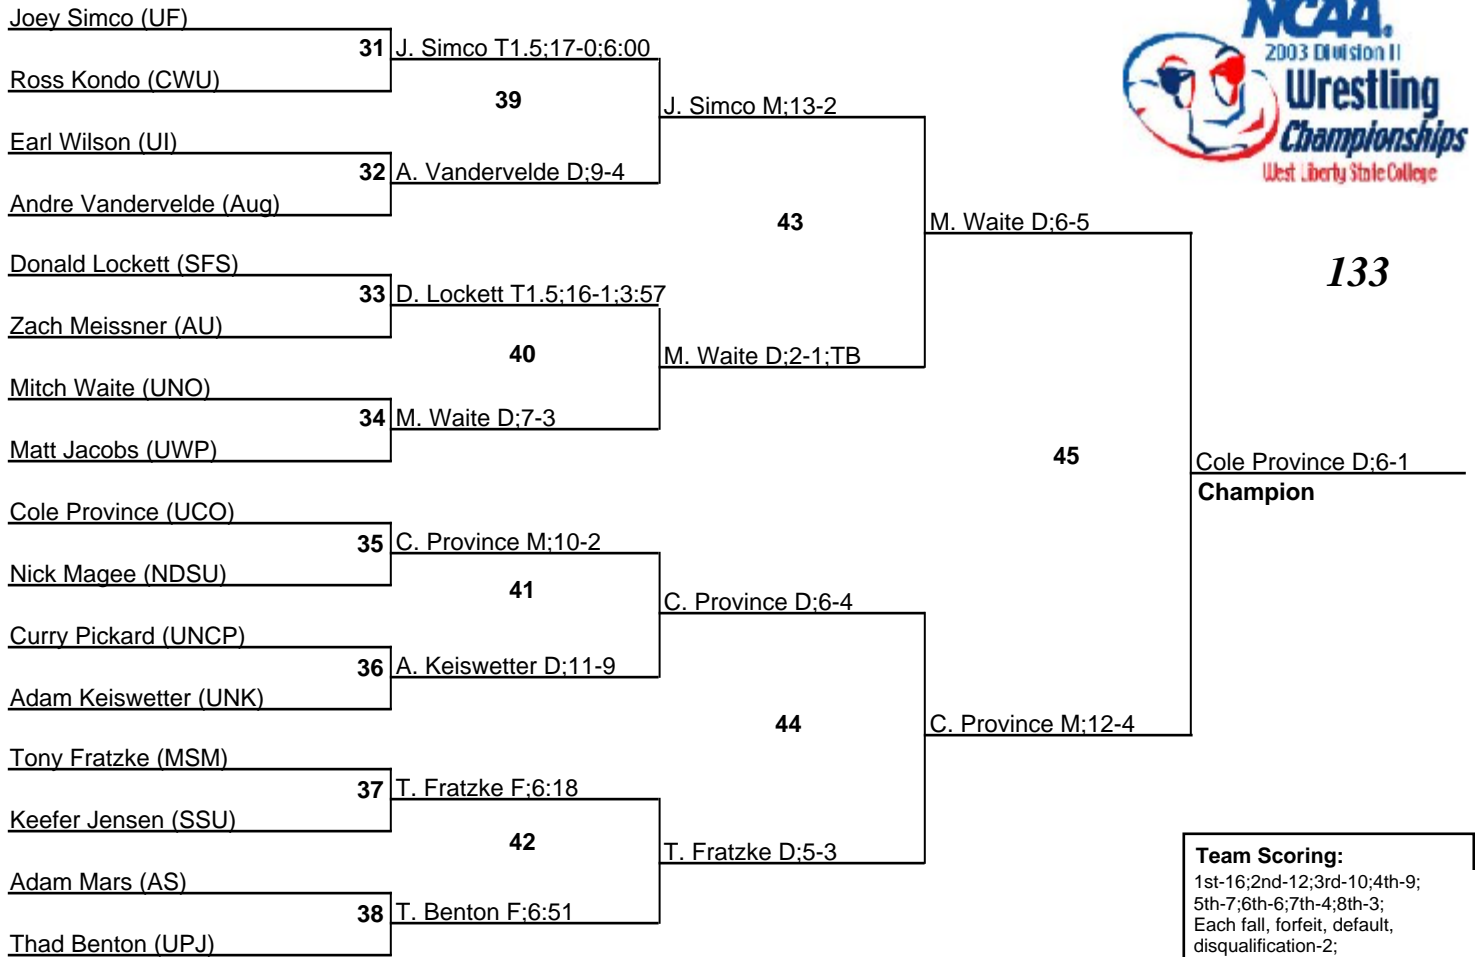 Joey Simco (UF)
31 J. Simco T1.5;17-0;6:00
Ross Kondo (CWU)
39
J. Simco M;13-2
Earl Wilson (UI)
32 A. Vandervelde D;9-4
Andre Vandervelde (Aug)
43
M. Waite D;6-5
Donald Lockett (SFS)
33 D. Lockett T1.5;16-1;3:57
Zach Meissner (AU)
40
M. Waite D;2-1;TB
Mitch Waite (UNO)
34 M. Waite D;7-3
Matt Jacobs (UWP)
45
Cole Province D;6-1
Champion
Cole Province (UCO)
35 C. Province M;10-2
Nick Magee (NDSU)
41
C. Province D;6-4
Curry Pickard (UNCP)
36 A. Keiswetter D;11-9
Adam Keiswetter (UNK)
44
C. Province M;12-4
Tony Fratzke (MSM)
37 T. Fratzke F;6:18
Keefer Jensen (SSU)
42
T. Fratzke D;5-3
Adam Mars (AS)
38 T. Benton F;6:51
Thad Benton (UPJ)
NCAA®
2003 Division II
Wrestling
Championships
West Liberty State College
133
Team Scoring:
1st-16;2nd-12;3rd-10;4th-9;
5th-7;6th-6;7th-4;8th-3;
Each fall, forfeit, default,
disqualification-2;